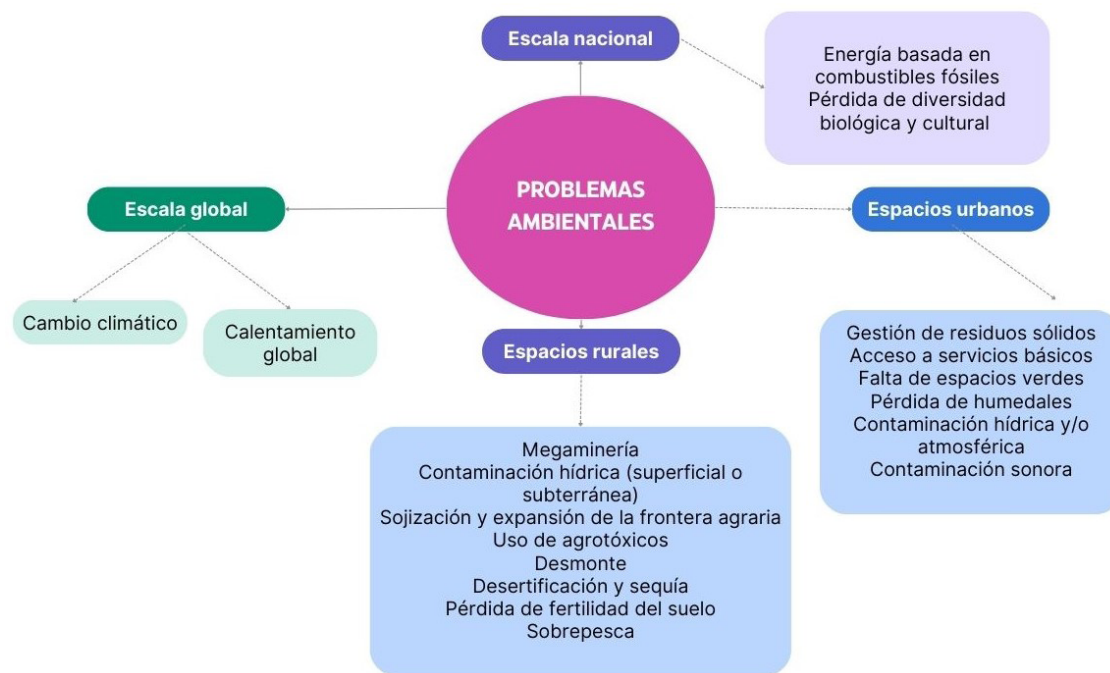 Escala nacional
Energía basada en
combustibles fósiles
Pérdida de diversidad
biológica y cultural
PROBLEMAS
AMBIENTALES
Escala global
Espacios urbanos
Cambio climático
Calentamiento
global
Espacios rurales
Gestión de residuos sólidos
Acceso a servicios básicos
Falta de espacios verdes
Pérdida de humedales
Contaminación hídrica y/o
atmosférica
Contaminación sonora
Megaminería
Contaminación hídrica (superficial o
subterránea)
Sojización y expansión de la frontera agraria
Uso de agrotóxicos
Desmonte
Desertificación y sequía
Pérdida de fertilidad del suelo
Sobrepesca